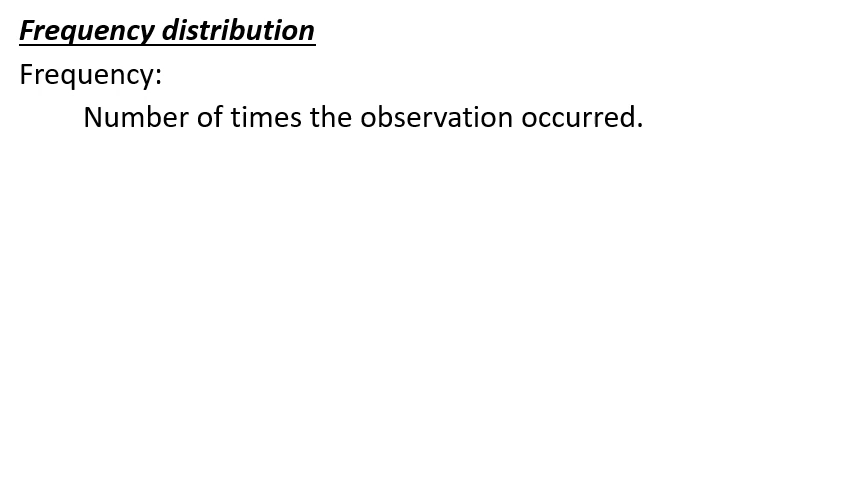 Frequency distribution
Frequency:
Number of times the observation occurred.